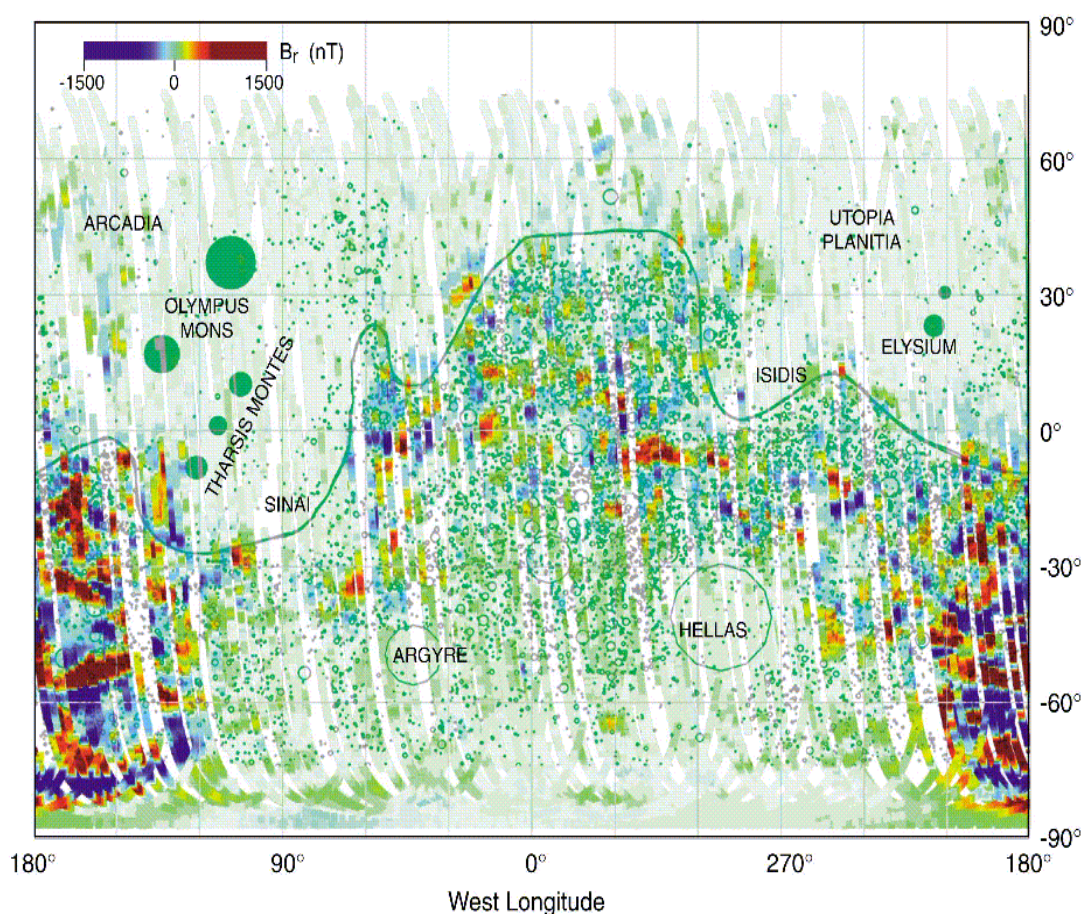 90°
Br (nT)
-1500 0 1500
60°
ARCADIA
UTOPIA
PLANITIA
OLYMPUS
MONS
30°
ELYSIUM
ISIDIS
THARSIS MONTES
0°
SINAI
-30°
HELLAS
ARGYRE
-60°
-90°
180° 90° 0° 270° 180°
West Longitude